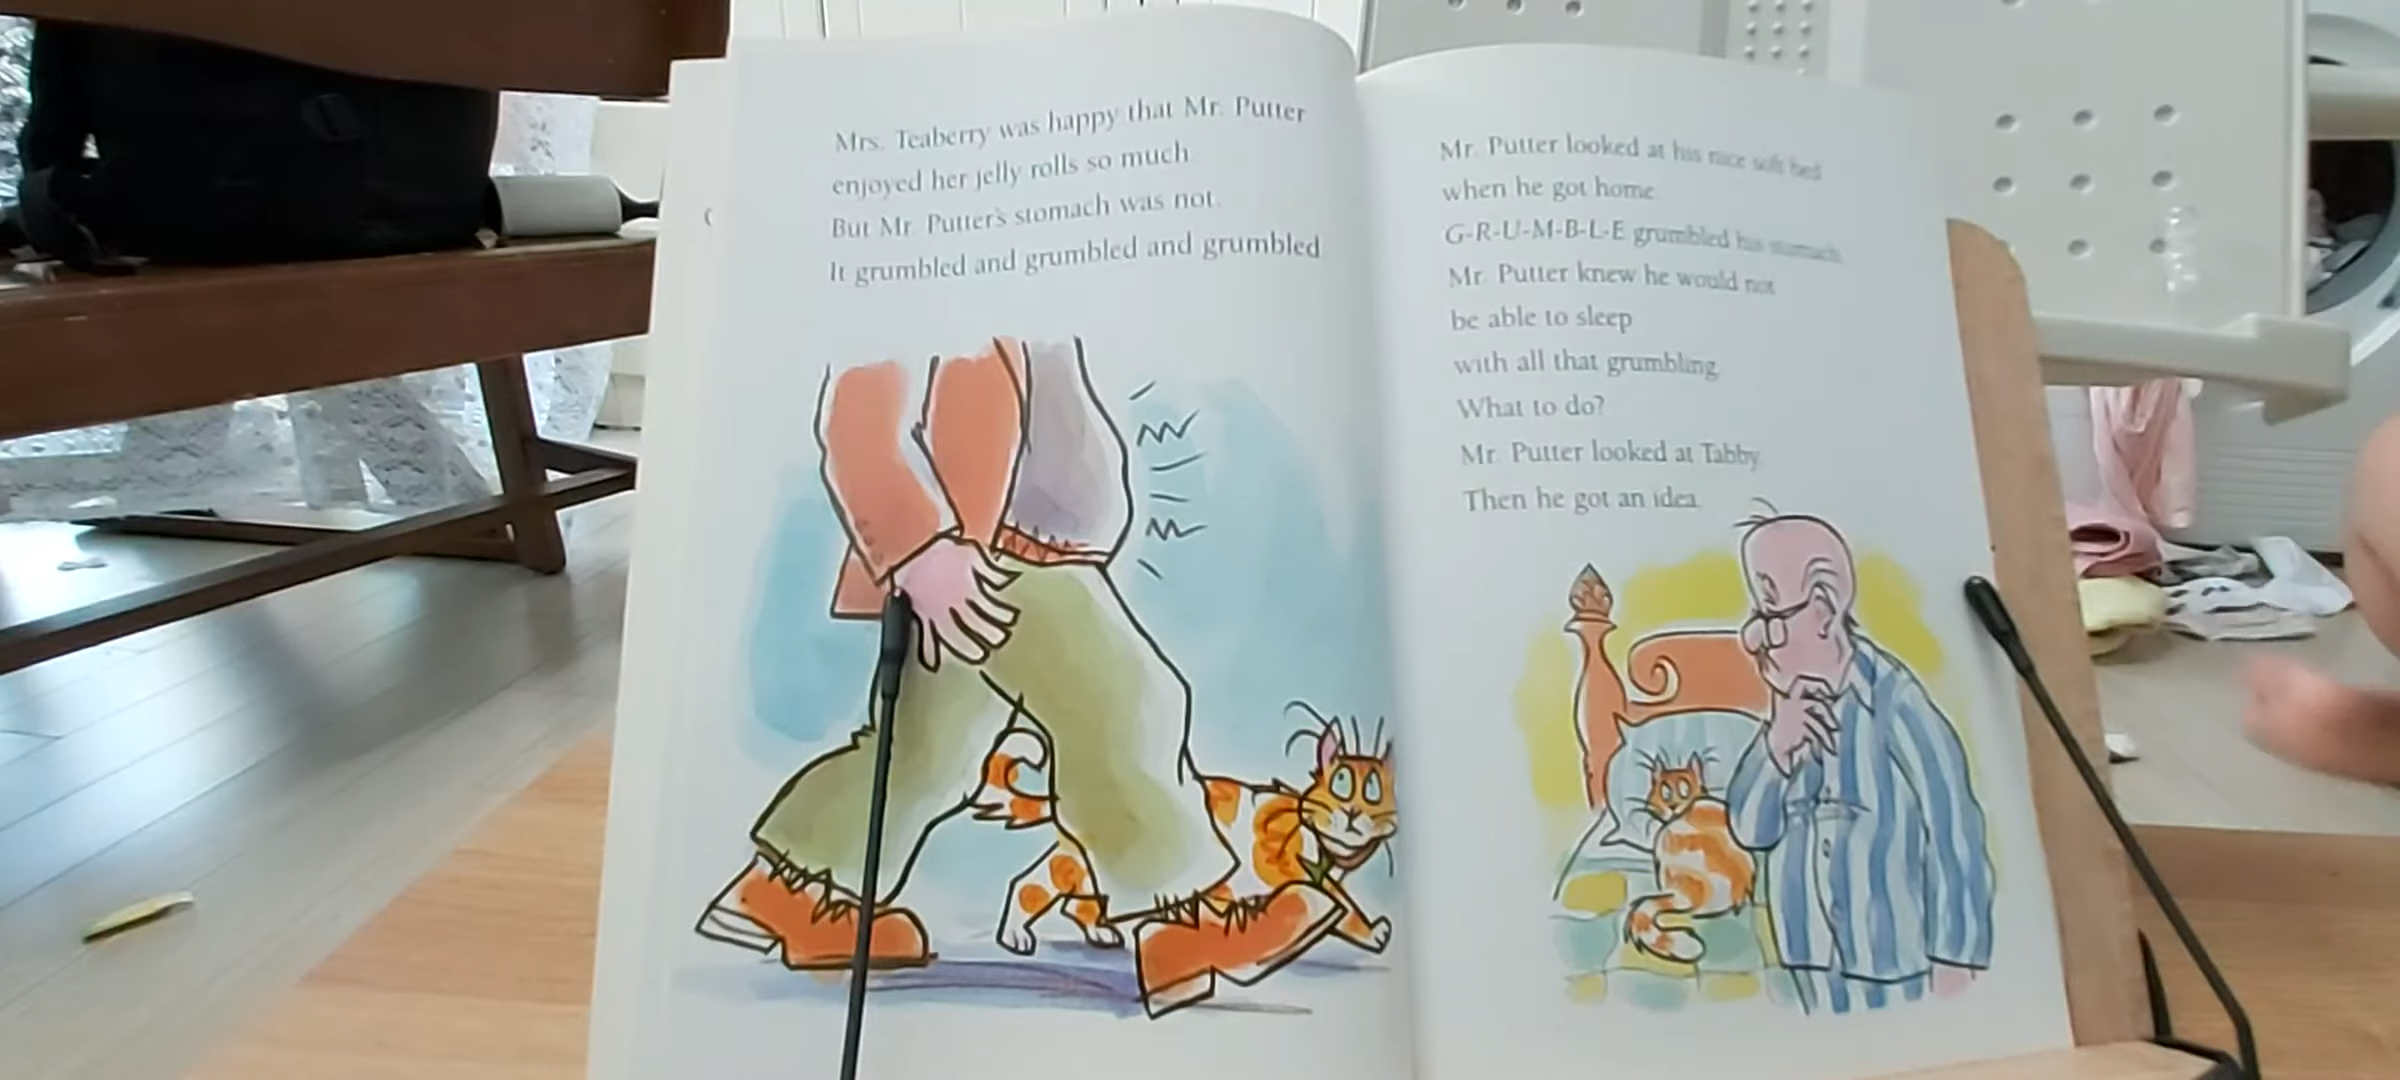 Mrs. Teaberry was happy that Mr. Putter
enjoyed her jelly rolls so much.
But Mr. Putter's stomach was not.
It grumbled and grumbled and grumbled
Mr. Putter looked at his nice soft bed
when he got home.
G-R-U-M-B-L-E grumbled his stomach.
Mr. Putter knew he would not
be able to sleep
with all that grumbling.
What to do?
Mr. Putter looked at Tabby.
Then he got an idea.